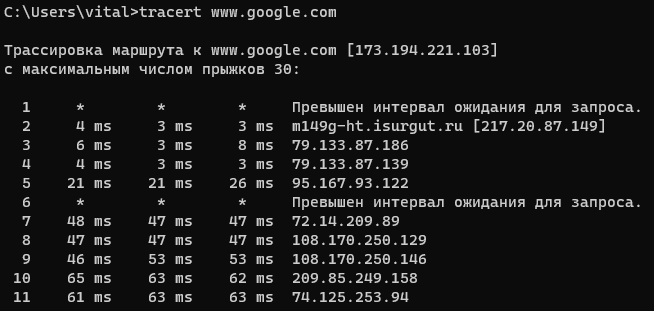 C:\Users\vital>tracert www.google.com
Трассировка маршрута к www.google.com [173.194.221.103]
с максимальным числом прыжков 30:
1 * * * Превышен интервал ожидания для запроса.
2 4 ms 3 ms 3 ms m149g-ht.isurgut.ru [217.20.87.149]
3 6 ms 3 ms 8 ms 79.133.87.186
4 4 ms 3 ms 3 ms 79.133.87.139
5 21 ms 21 ms 26 ms 95.167.93.122
6 * * * Превышен интервал ожидания для запроса.
7 48 ms 47 ms 47 ms 72.14.209.89
8 47 ms 47 ms 47 ms 108.170.250.129
9 46 ms 53 ms 53 ms 108.170.250.146
10 65 ms 63 ms 62 ms 209.85.249.158
11 61 ms 63 ms 63 ms 74.125.253.94